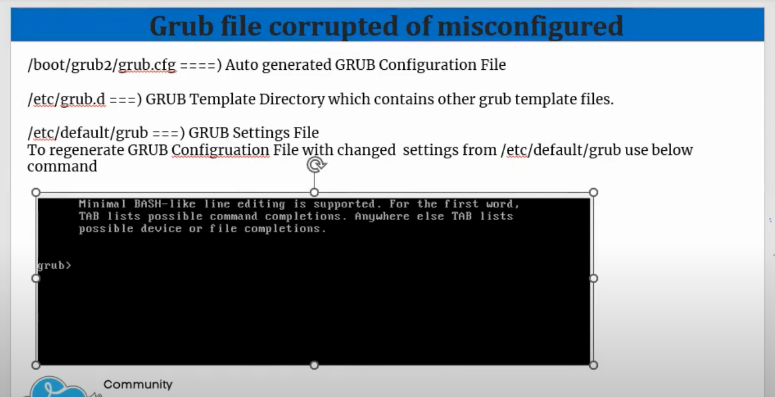 Grub file corrupted of misconfigured
/boot/grub2/grub.cfg ====) Auto generated GRUB Configuration File
/etc/grub.d ===) GRUB Template Directory which contains other grub template files.
/etc/default/grub ===) GRUB Settings File
To regenerate GRUB Configruation File with changed settings from /etc/default/grub use below
command
Minimal BASH-like line editing is supported. For the first word,
TAB lists possible command completions. Anywhere else TAB lists
possible device or file completions.
grub>
Community